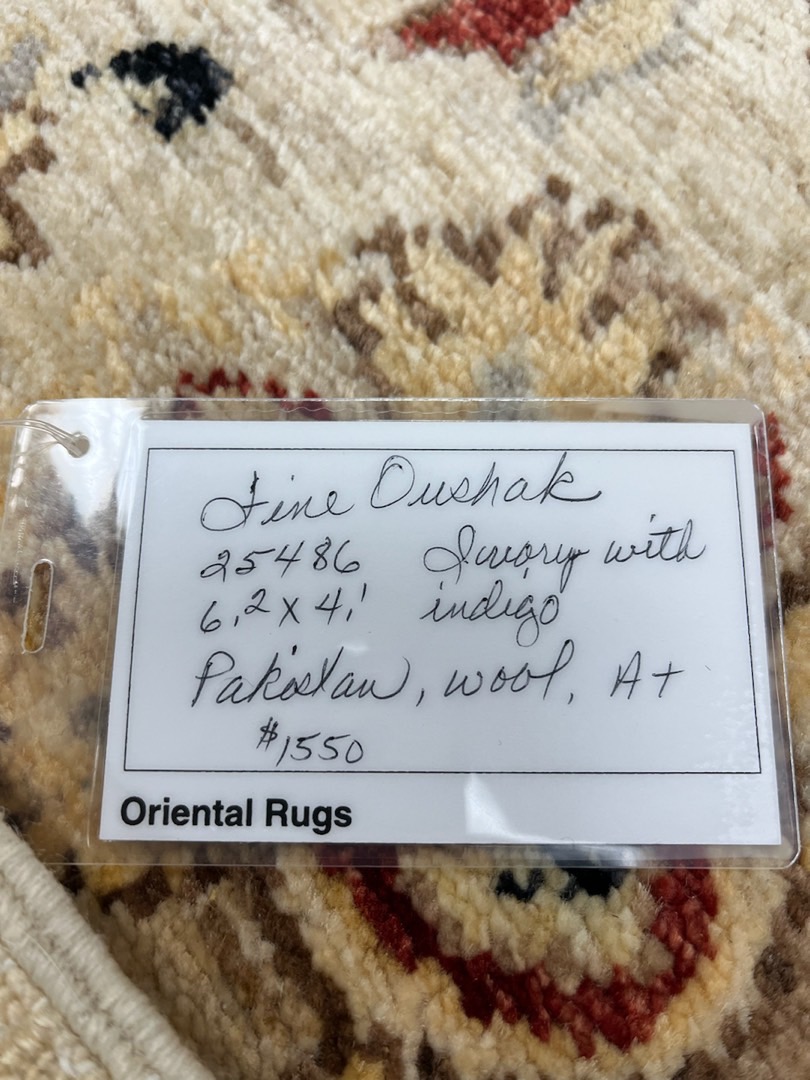 Fine Oushak
25486 Ivory with
6.2 x 4.1 indigo
Pakistan, wool, A+
$1550
Oriental Rugs